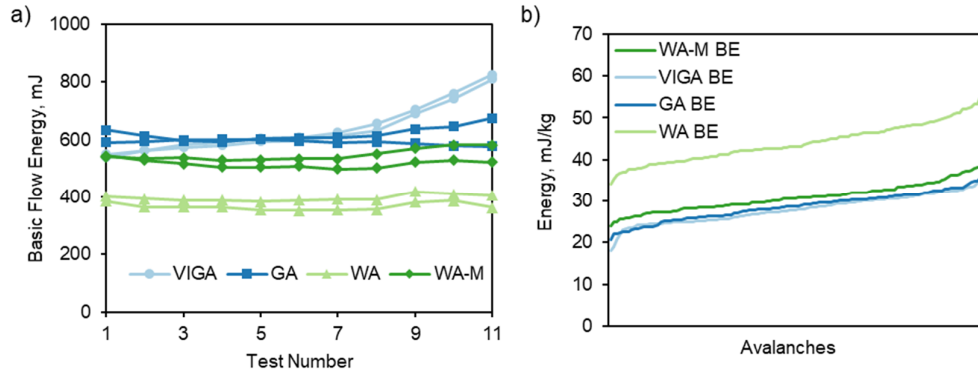 a)
1000
800
600
400
200
0
Basic Flow Energy, mJ
VIGA GA WA WA-M
1 3 5 7 9 11
Test Number
b)
70
60
50
40
30
20
10
0
Energy, mJ/kg
WA-M BE
VIGA BE
GA BE
WA BE
Avalanches